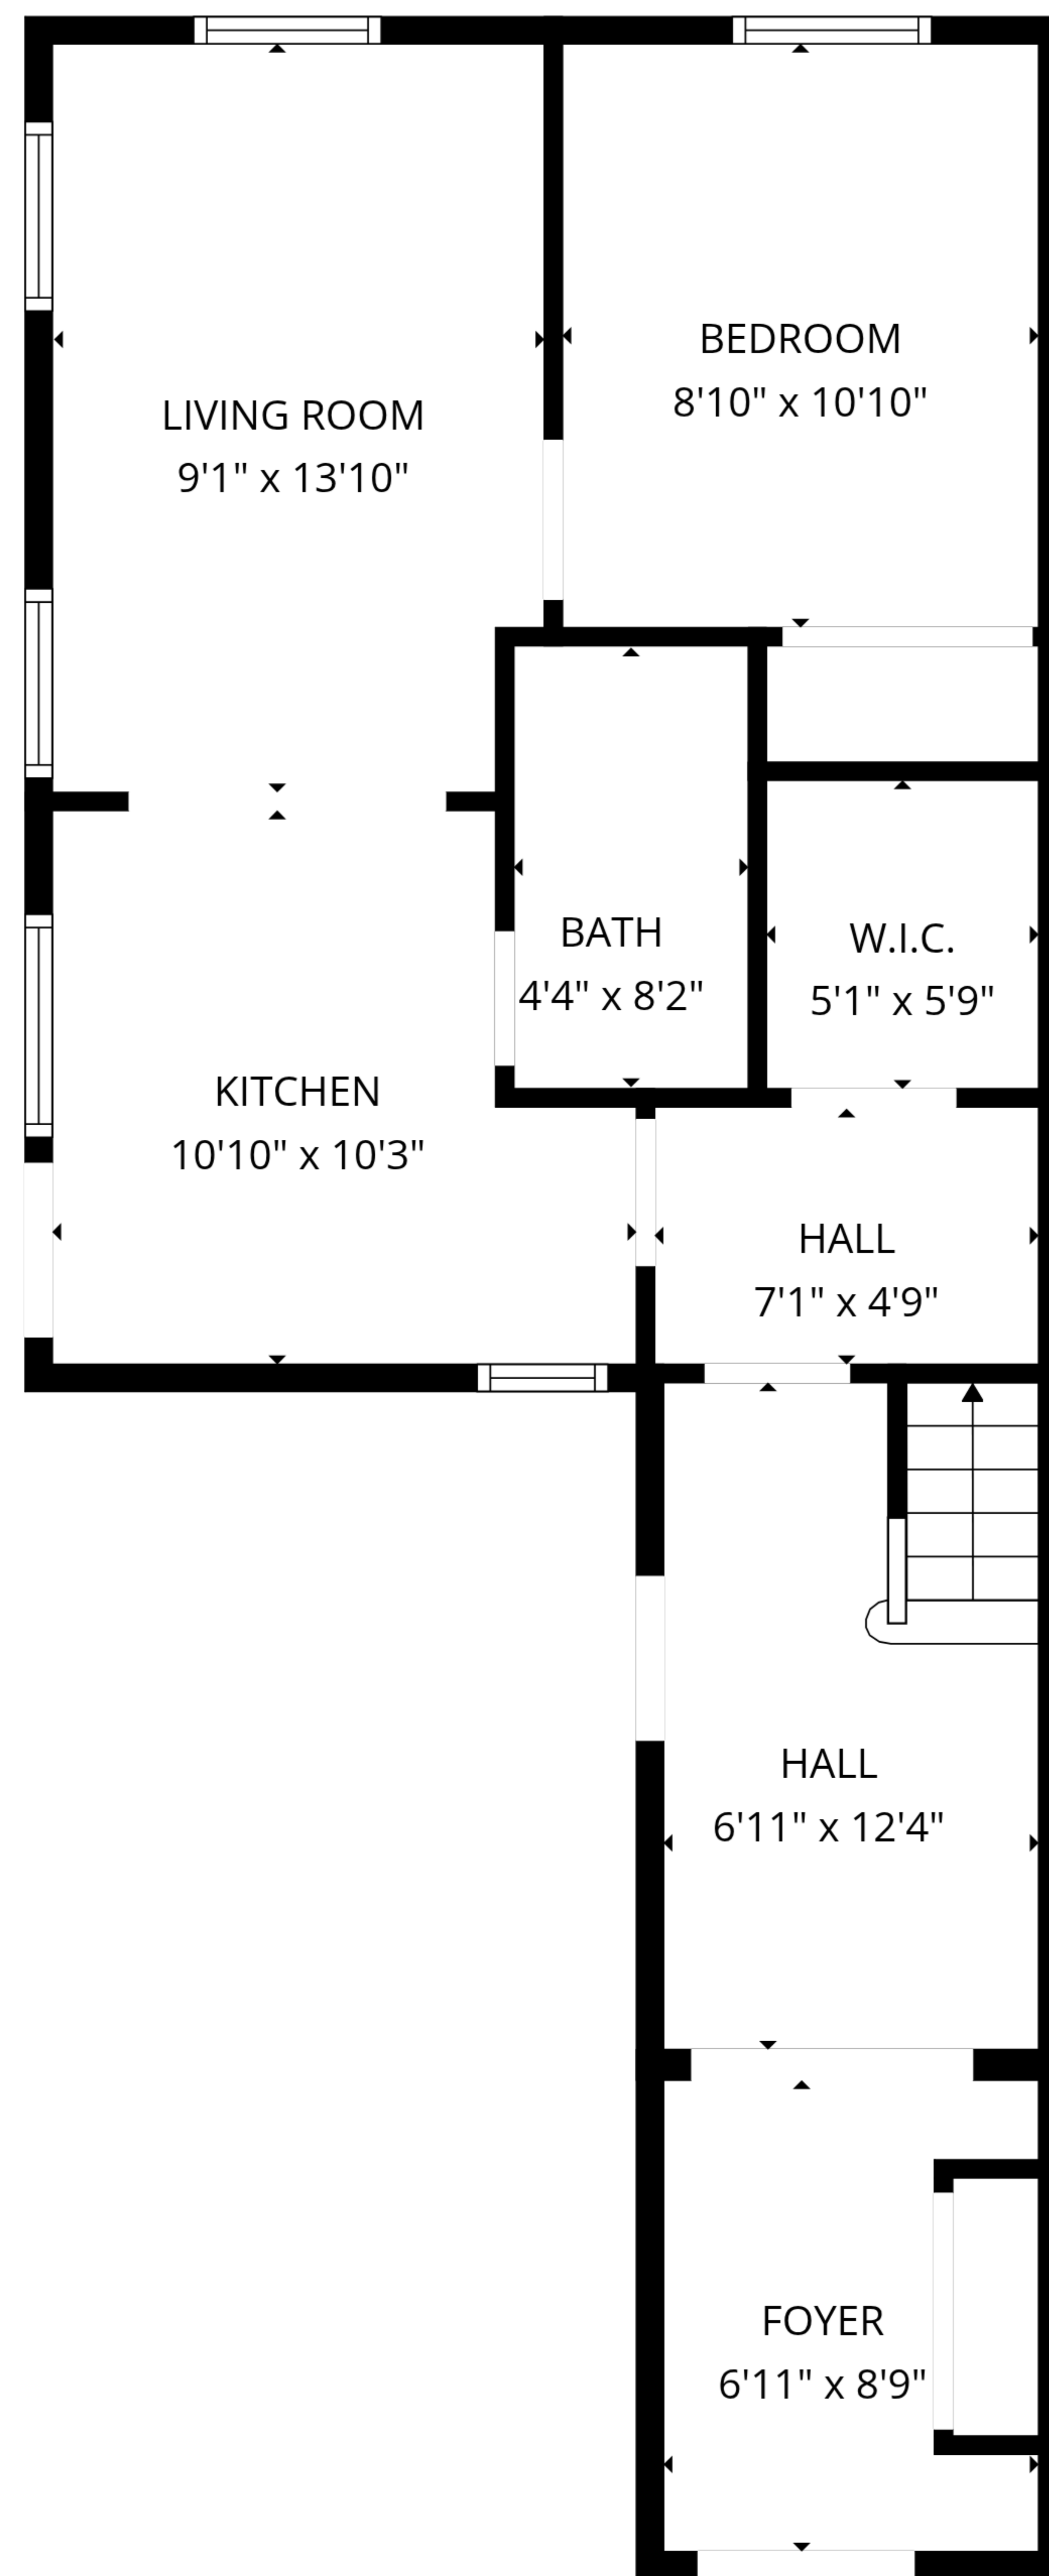 BEDROOM
8'10" x 10'10"
LIVING ROOM
9'1" x 13'10"
BATH
4'4" x 8'2"
W.I.C.
5'1" x 5'9"
KITCHEN
10'10" x 10'3"
HALL
7'1" x 4'9"
HALL
6'11" x 12'4"
FOYER
6'11" x 8'9"